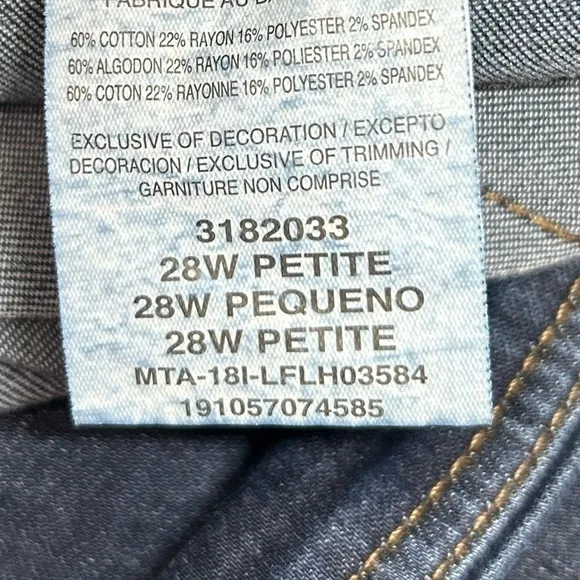 FABRIQUE AU
60% COTTON 22% RAYON 16% POLYESTER 2% SPANDEX
60% ALGODON 22% RAYON 16% POLIESTER 2% SPANDEX
60% COTON 22% RAYONNE 16% POLYESTER 2% SPANDEX
EXCLUSIVE OF DECORATION / EXCEPTO
DECORACION / EXCLUSIVE OF TRIMMING /
GARNITURE NON COMPRISE
3182033
28W PETITE
28W PEQUENO
28W PETITE
MTA-18I-LFLH03584
191057074585